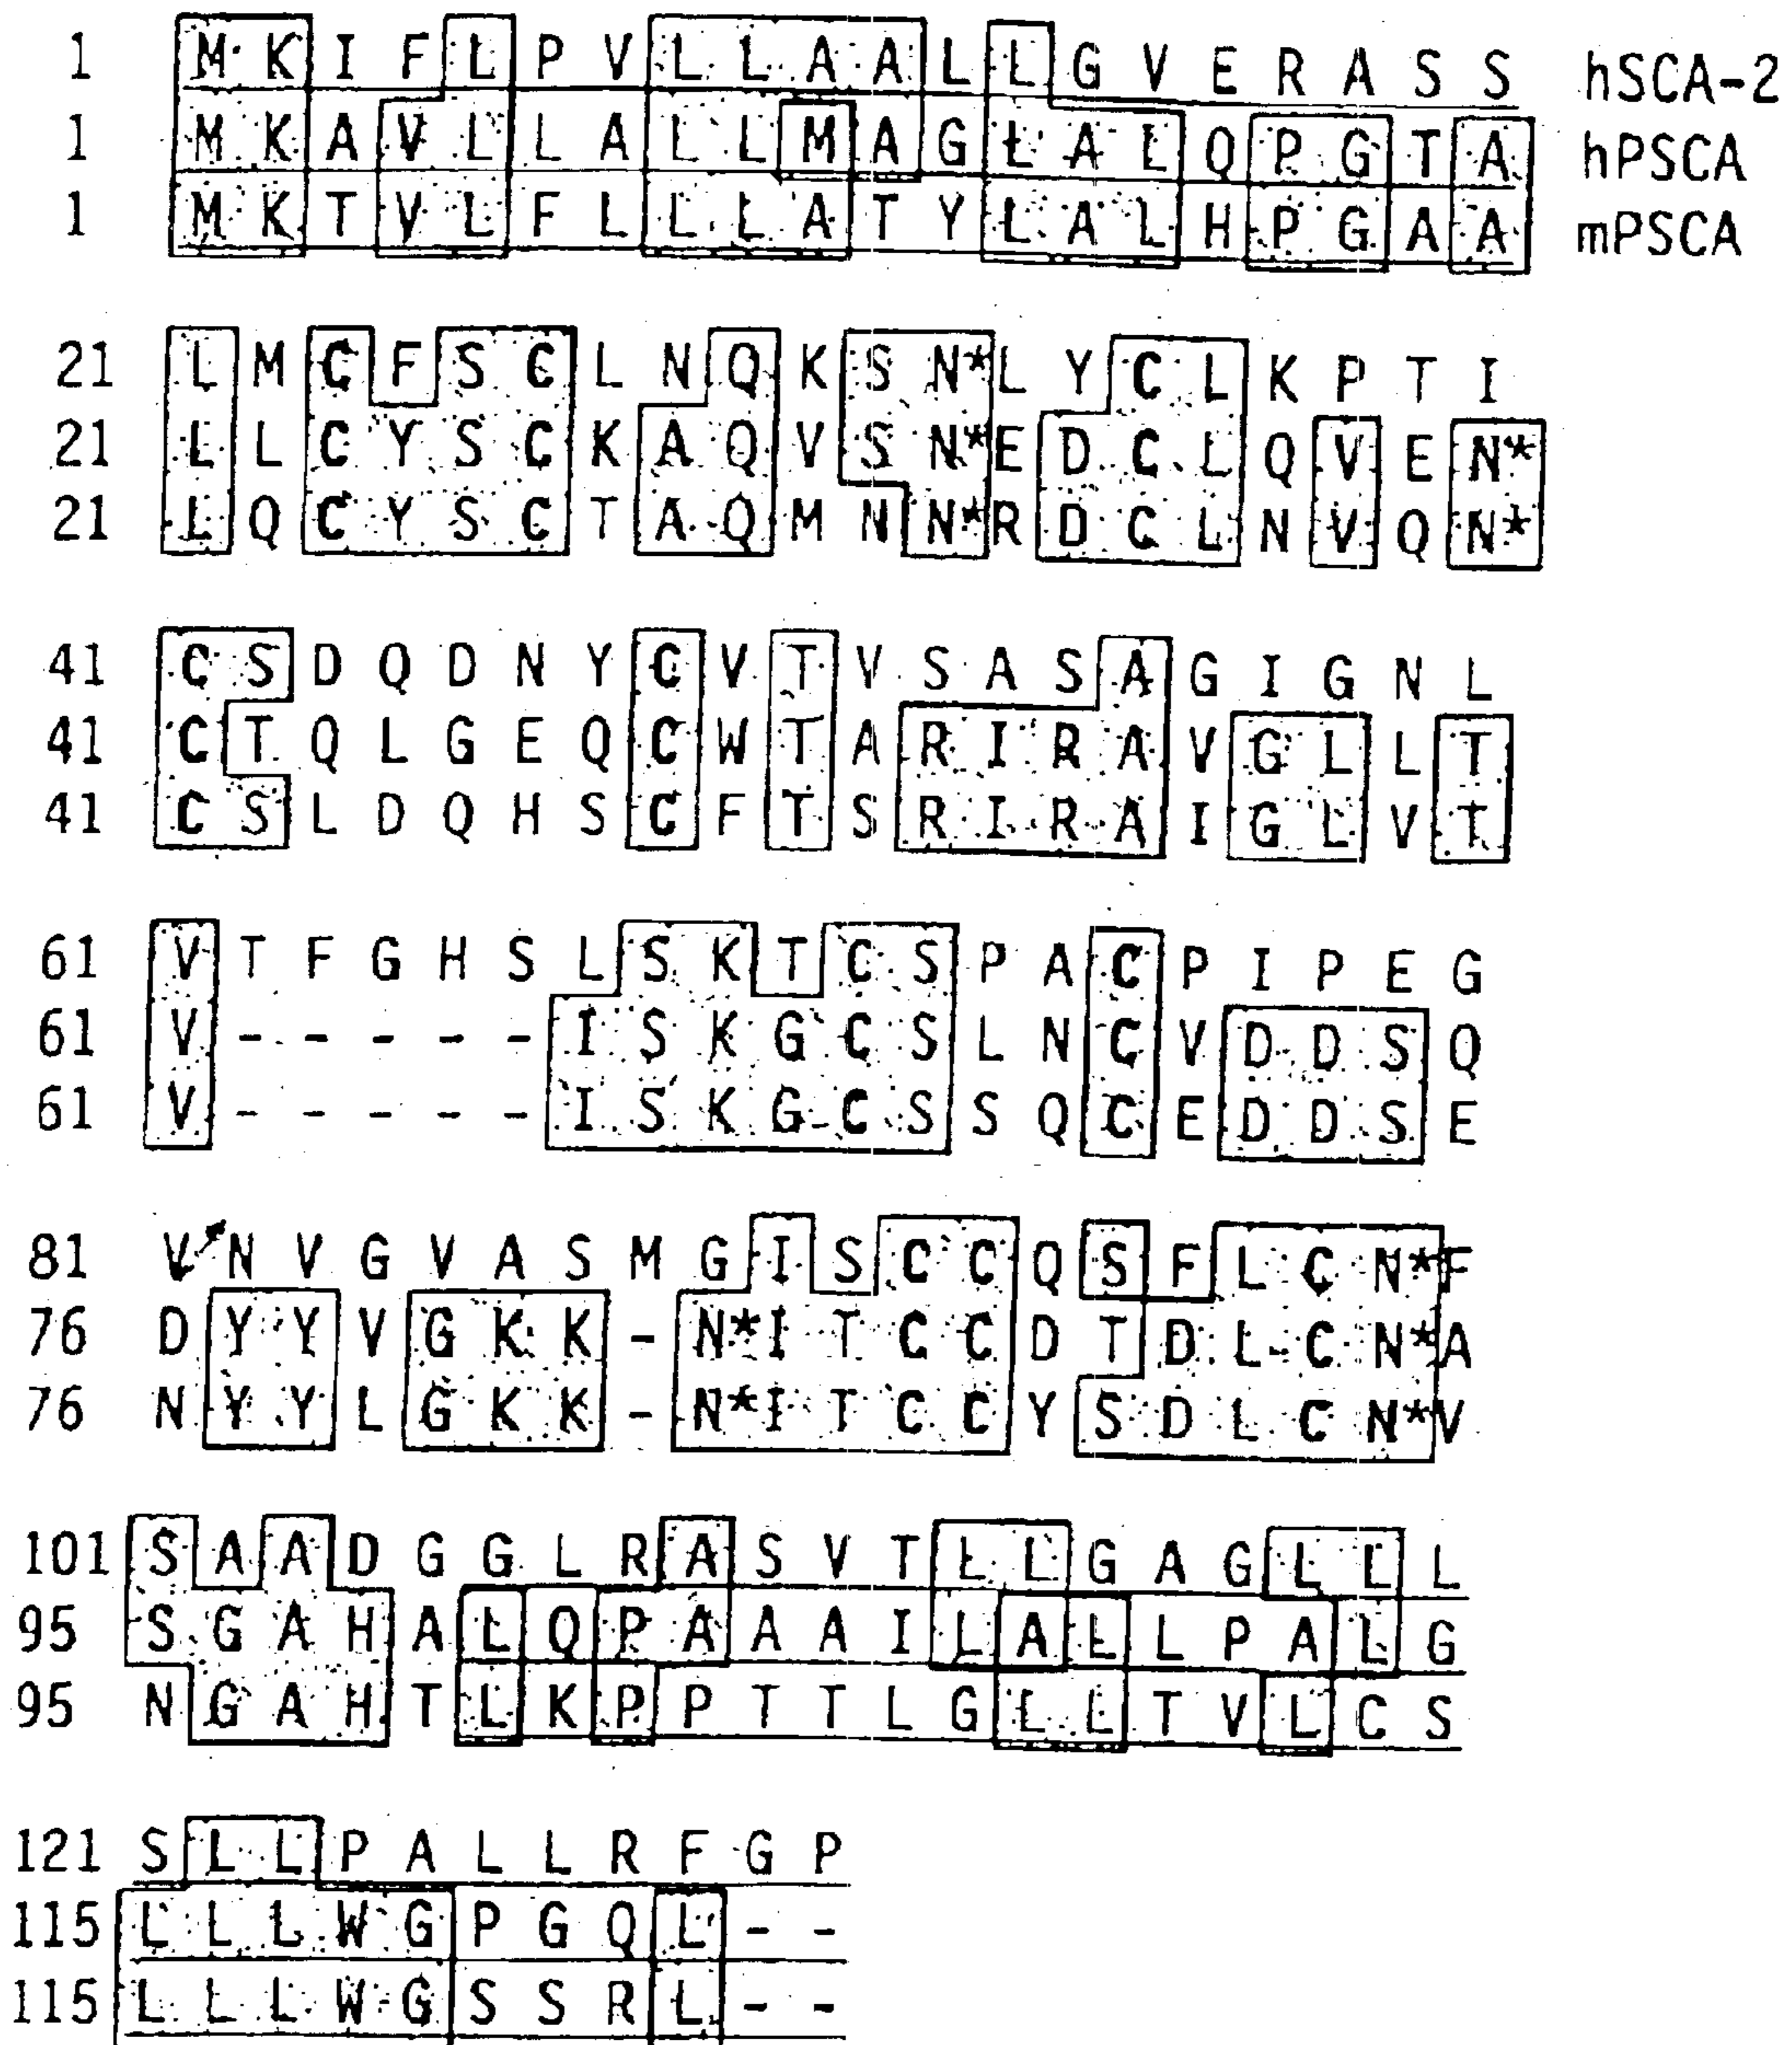 1 M K I F L P V L L A A L L G V E R A S S hSCA-2
1 M K A V L L A L L M A G L A L Q P G T A hPSCA
1 M K T V L F L L L A T Y L A L H P G A A mPSCA
21 L M C F S C L N Q K S N* L Y C L K P T I
21 L L C Y S C K A Q V S N* E D C L Q V E N*
21 L Q C Y S C T A Q M N N* R D C L N V Q N*
41 C S D Q D N Y C V T V S A S A G I G N L
41 C T Q L G E Q C W T A R I R A V G L L T
41 C S L D Q H S C F T S R I R A I G L V T
61 V T F G H S L S K T C S P A C P I P E G
61 V - - - - - I S K G C S L N C V D D S Q
61 V - - - - - I S K G C S S Q C E D D S E
81 V N V G V A S M G I S C C Q S F L C N* F
76 D Y Y V G K K - N* I T C C D T D L C N* A
76 N Y Y L G K K - N* I T C C Y S D L C N* V
101 S A A D G G L R A S V T L L G A G L L L
95 S G A H A L Q P A A A I L A L L P A L G
95 N G A H T L K P P T T L G L L T V L C S
121 S L L P A L L R F G P
115 L L L W G P G Q L - -
115 L L L W G S S R L - -